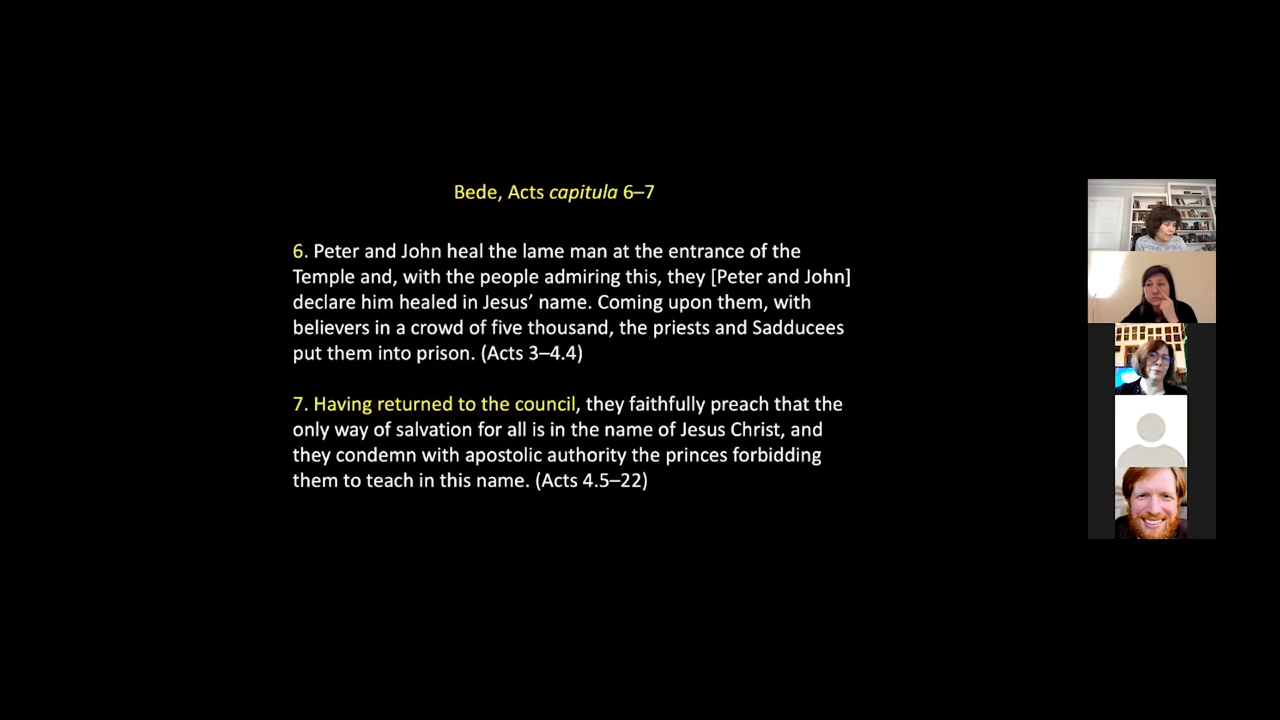 Bede, Acts capitula 6–7
6. Peter and John heal the lame man at the entrance of the
Temple and, with the people admiring this, they [Peter and John]
declare him healed in Jesus’ name. Coming upon them, with
believers in a crowd of five thousand, the priests and Sadducees
put them into prison. (Acts 3–4.4)
7. Having returned to the council, they faithfully preach that the
only way of salvation for all is in the name of Jesus Christ, and
they condemn with apostolic authority the princes forbidding
them to teach in this name. (Acts 4.5–22)